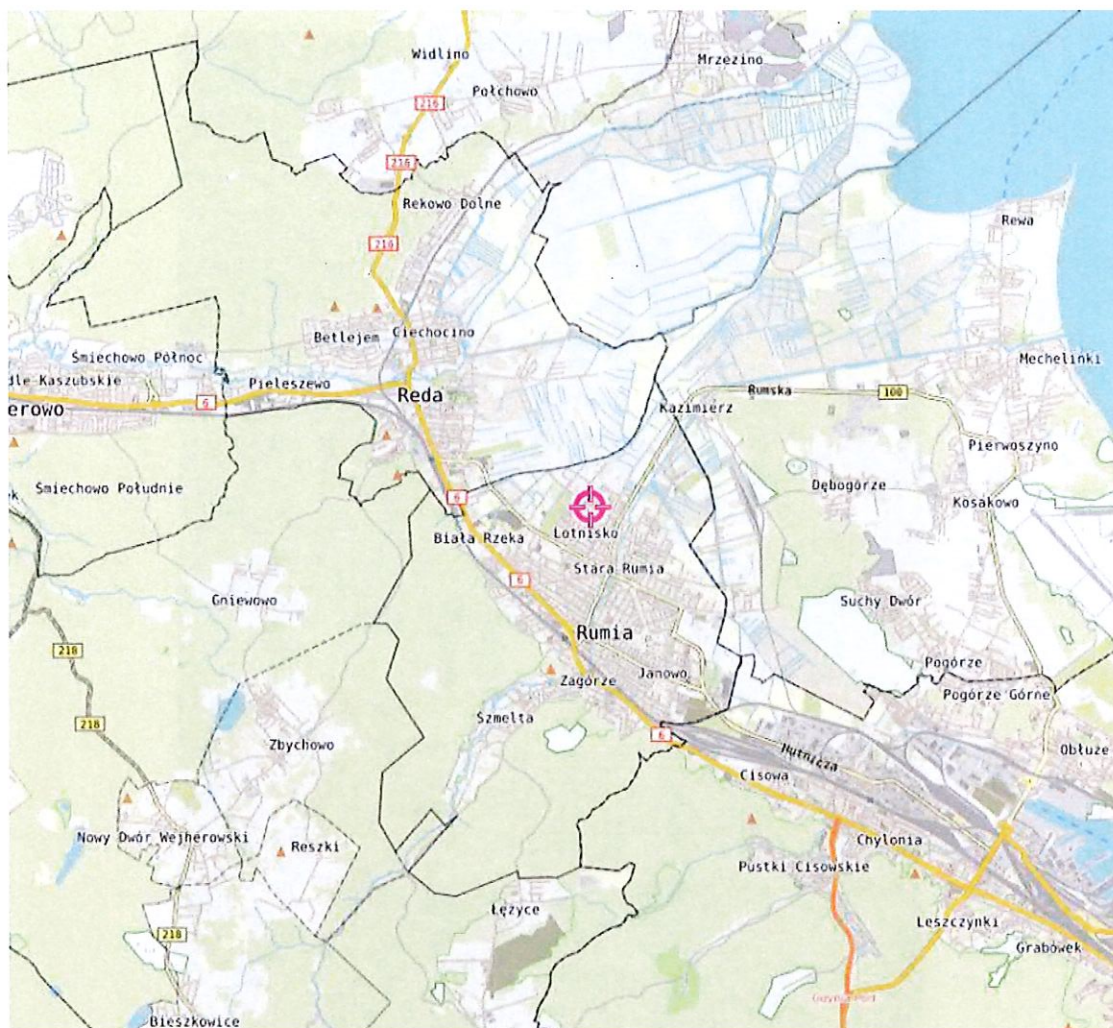 Widlino
Mrzezino
Połchowo
216
216
Rekowo Dolne
Rewa
216
Betlejem
Ciechocino
Śmiechowo Północ
Mechelinki
dle Kaszubskie
Pieleszewo
6
Reda
Rumska
100
erowo
Kazimierz
Pierwoszyno
Śmiechowo Południe
Dębogórze
6
Kosakowo
Biała Rzeka
Lotnisko
Stara Rumia
6
Gniewowo
Suchy Dwór
Rumia
218
Pogórze
Zagórze
Janowo
Pogórze Górne
Szmelta
218
6
Zbychowo
Hutnicza
Obłuże
Cisowa
Nowy Dwór Wejherowski
Reszki
Chylonia
Pustki Cisowskie
Łężyce
Leszczynki
218
Grabówek
Gdynia Port
Bieszkowice